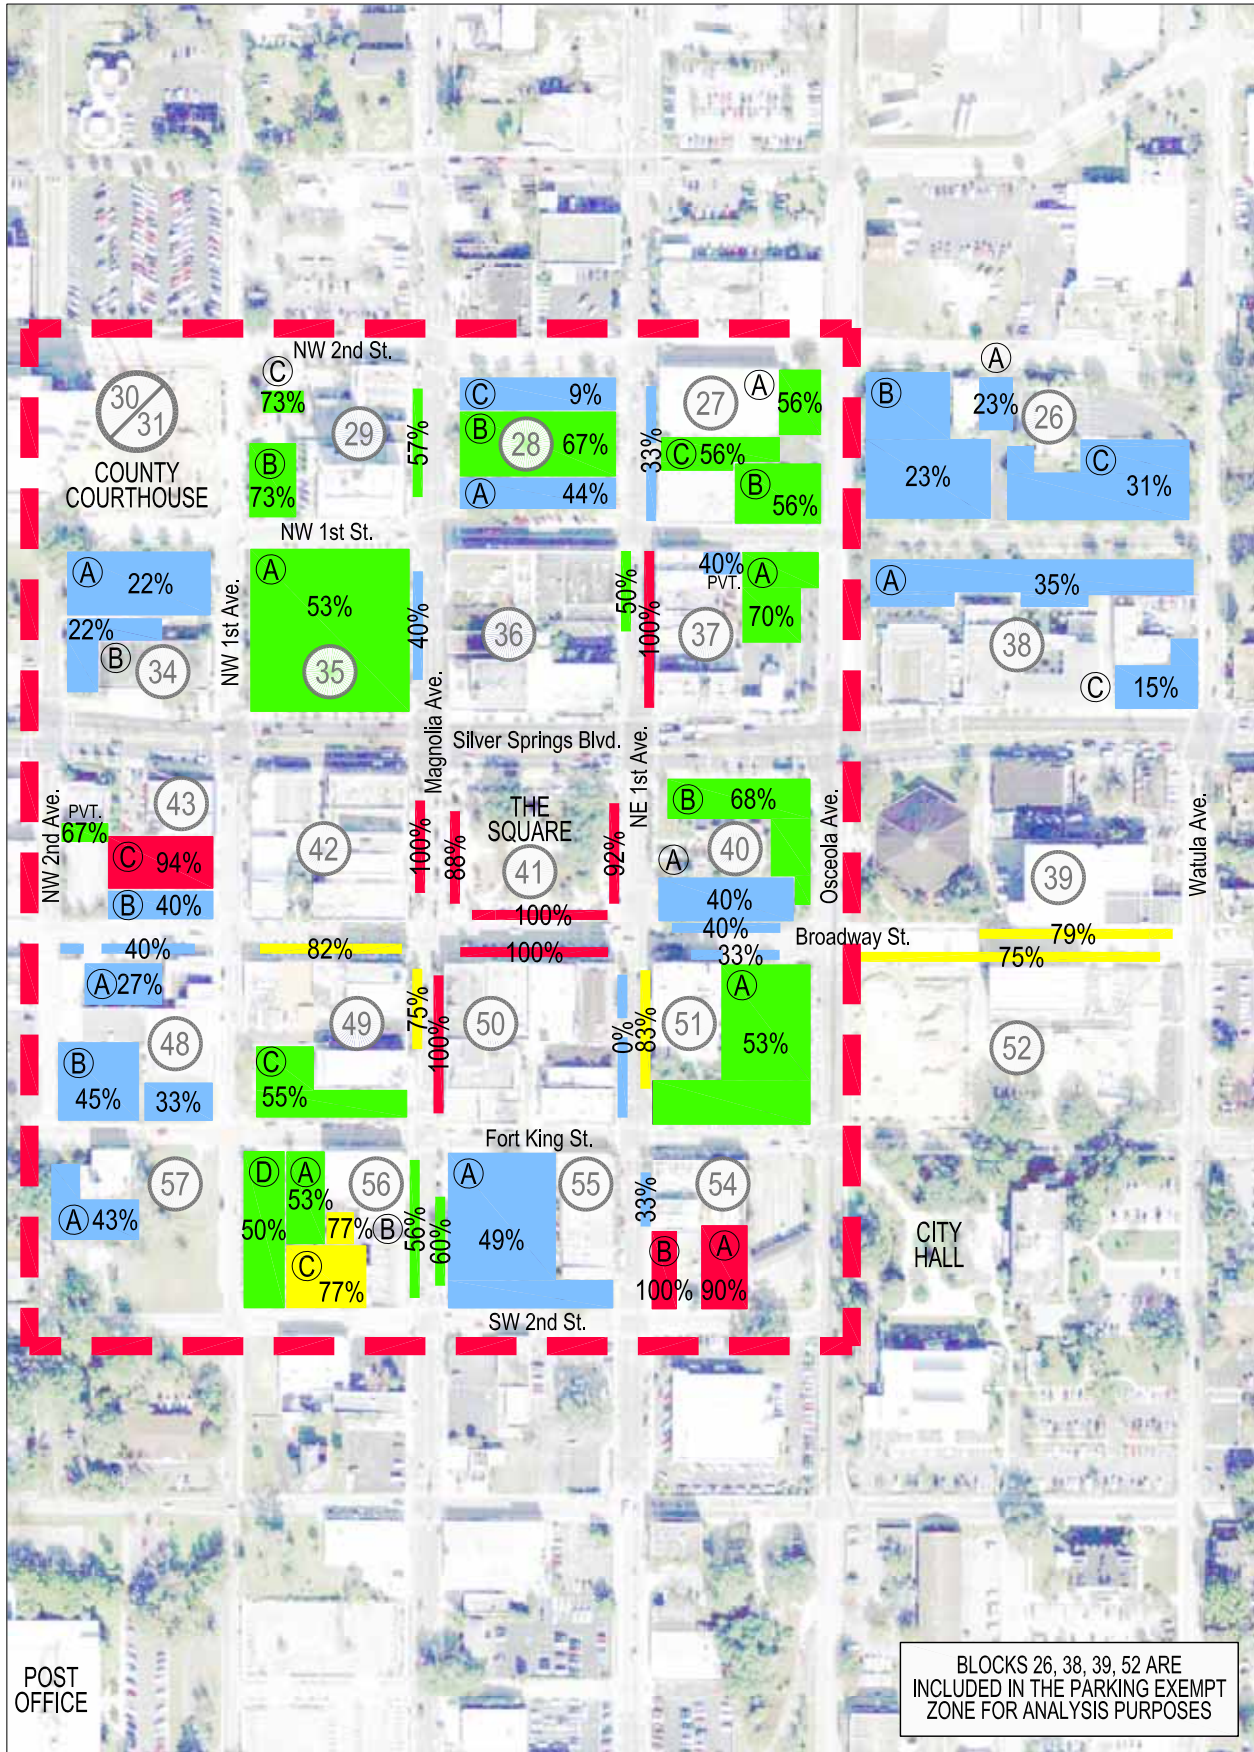 NW 2nd St.
30
31
COUNTY
COURTHOUSE
C
73%
29
B
73%
57%
C 9%
B 28 67%
A 44%
33%
27
A
56%
C 56%
B 56%
B
23%
A
23%
26
C
31%
NW 1st St.
A 22%
22%
B
34
NW 1st Ave.
A
53%
35
40%
36
50%
100%
40%
PVT.
A
70%
37
A 35%
38
C
15%
Magnolia Ave.
Silver Springs Blvd.
NE 1st Ave.
NW 2nd Ave.
43
PVT.
67%
C 94%
B 40%
42
100%
88%
THE
SQUARE
41
92%
100%
B 68%
40
A
40%
40%
Osceola Ave.
39
Watula Ave.
Broadway St.
40%
82%
100%
33%
79%
75%
A 27%
48
B
45%
33%
49
75%
100%
C
55%
50
0%
83%
51
A
53%
52
Fort King St.
57
A 43%
D
50%
A
53%
56
77%
B
C
77%
56%
60%
A
49%
55
33%
54
B
100%
A
90%
CITY
HALL
SW 2nd St.
POST
OFFICE
BLOCKS 26, 38, 39, 52 ARE
INCLUDED IN THE PARKING EXEMPT
ZONE FOR ANALYSIS PURPOSES